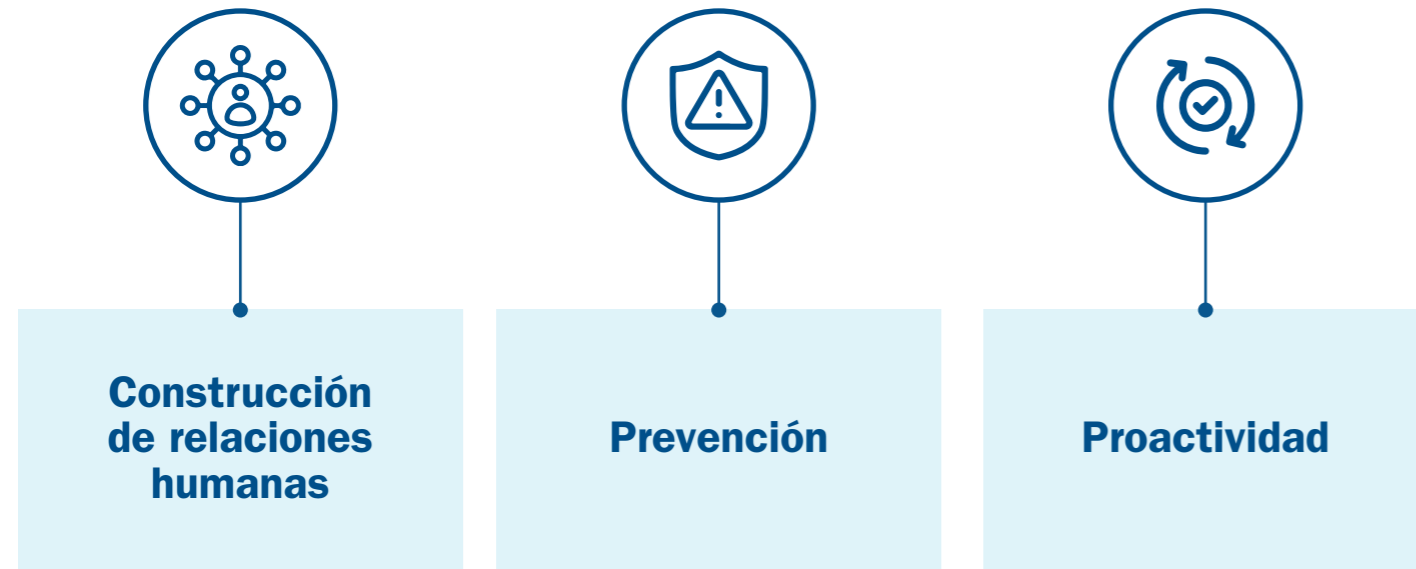 Construcción
de relaciones
humanas
Prevención
Proactividad